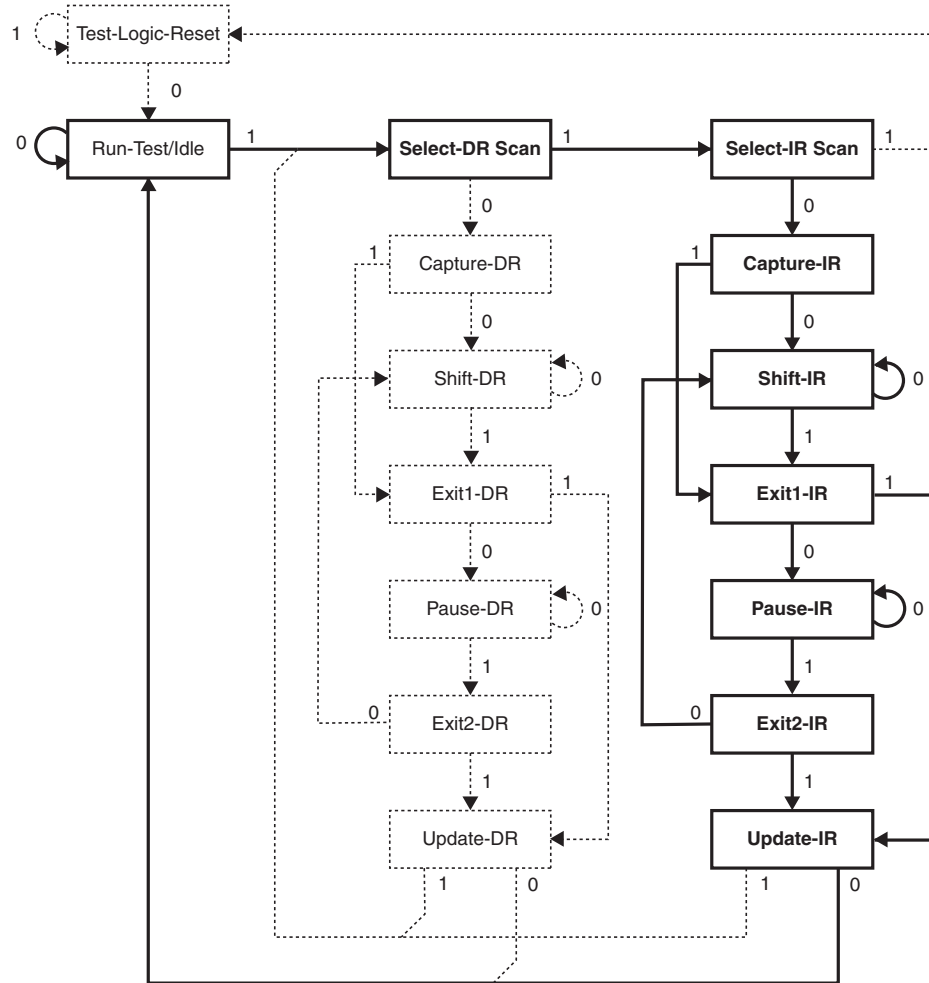 Test-Logic-Reset
1
0
Run-Test/Idle
0
1
Select-DR Scan
1
Select-IR Scan
1
0
0
Capture-DR
1
Capture-IR
1
0
0
Shift-DR
0
Shift-IR
0
1
1
Exit1-DR
1
Exit1-IR
1
0
0
Pause-DR
0
Pause-IR
0
1
1
Exit2-DR
0
Exit2-IR
0
1
1
Update-DR
Update-IR
1
0
1
0